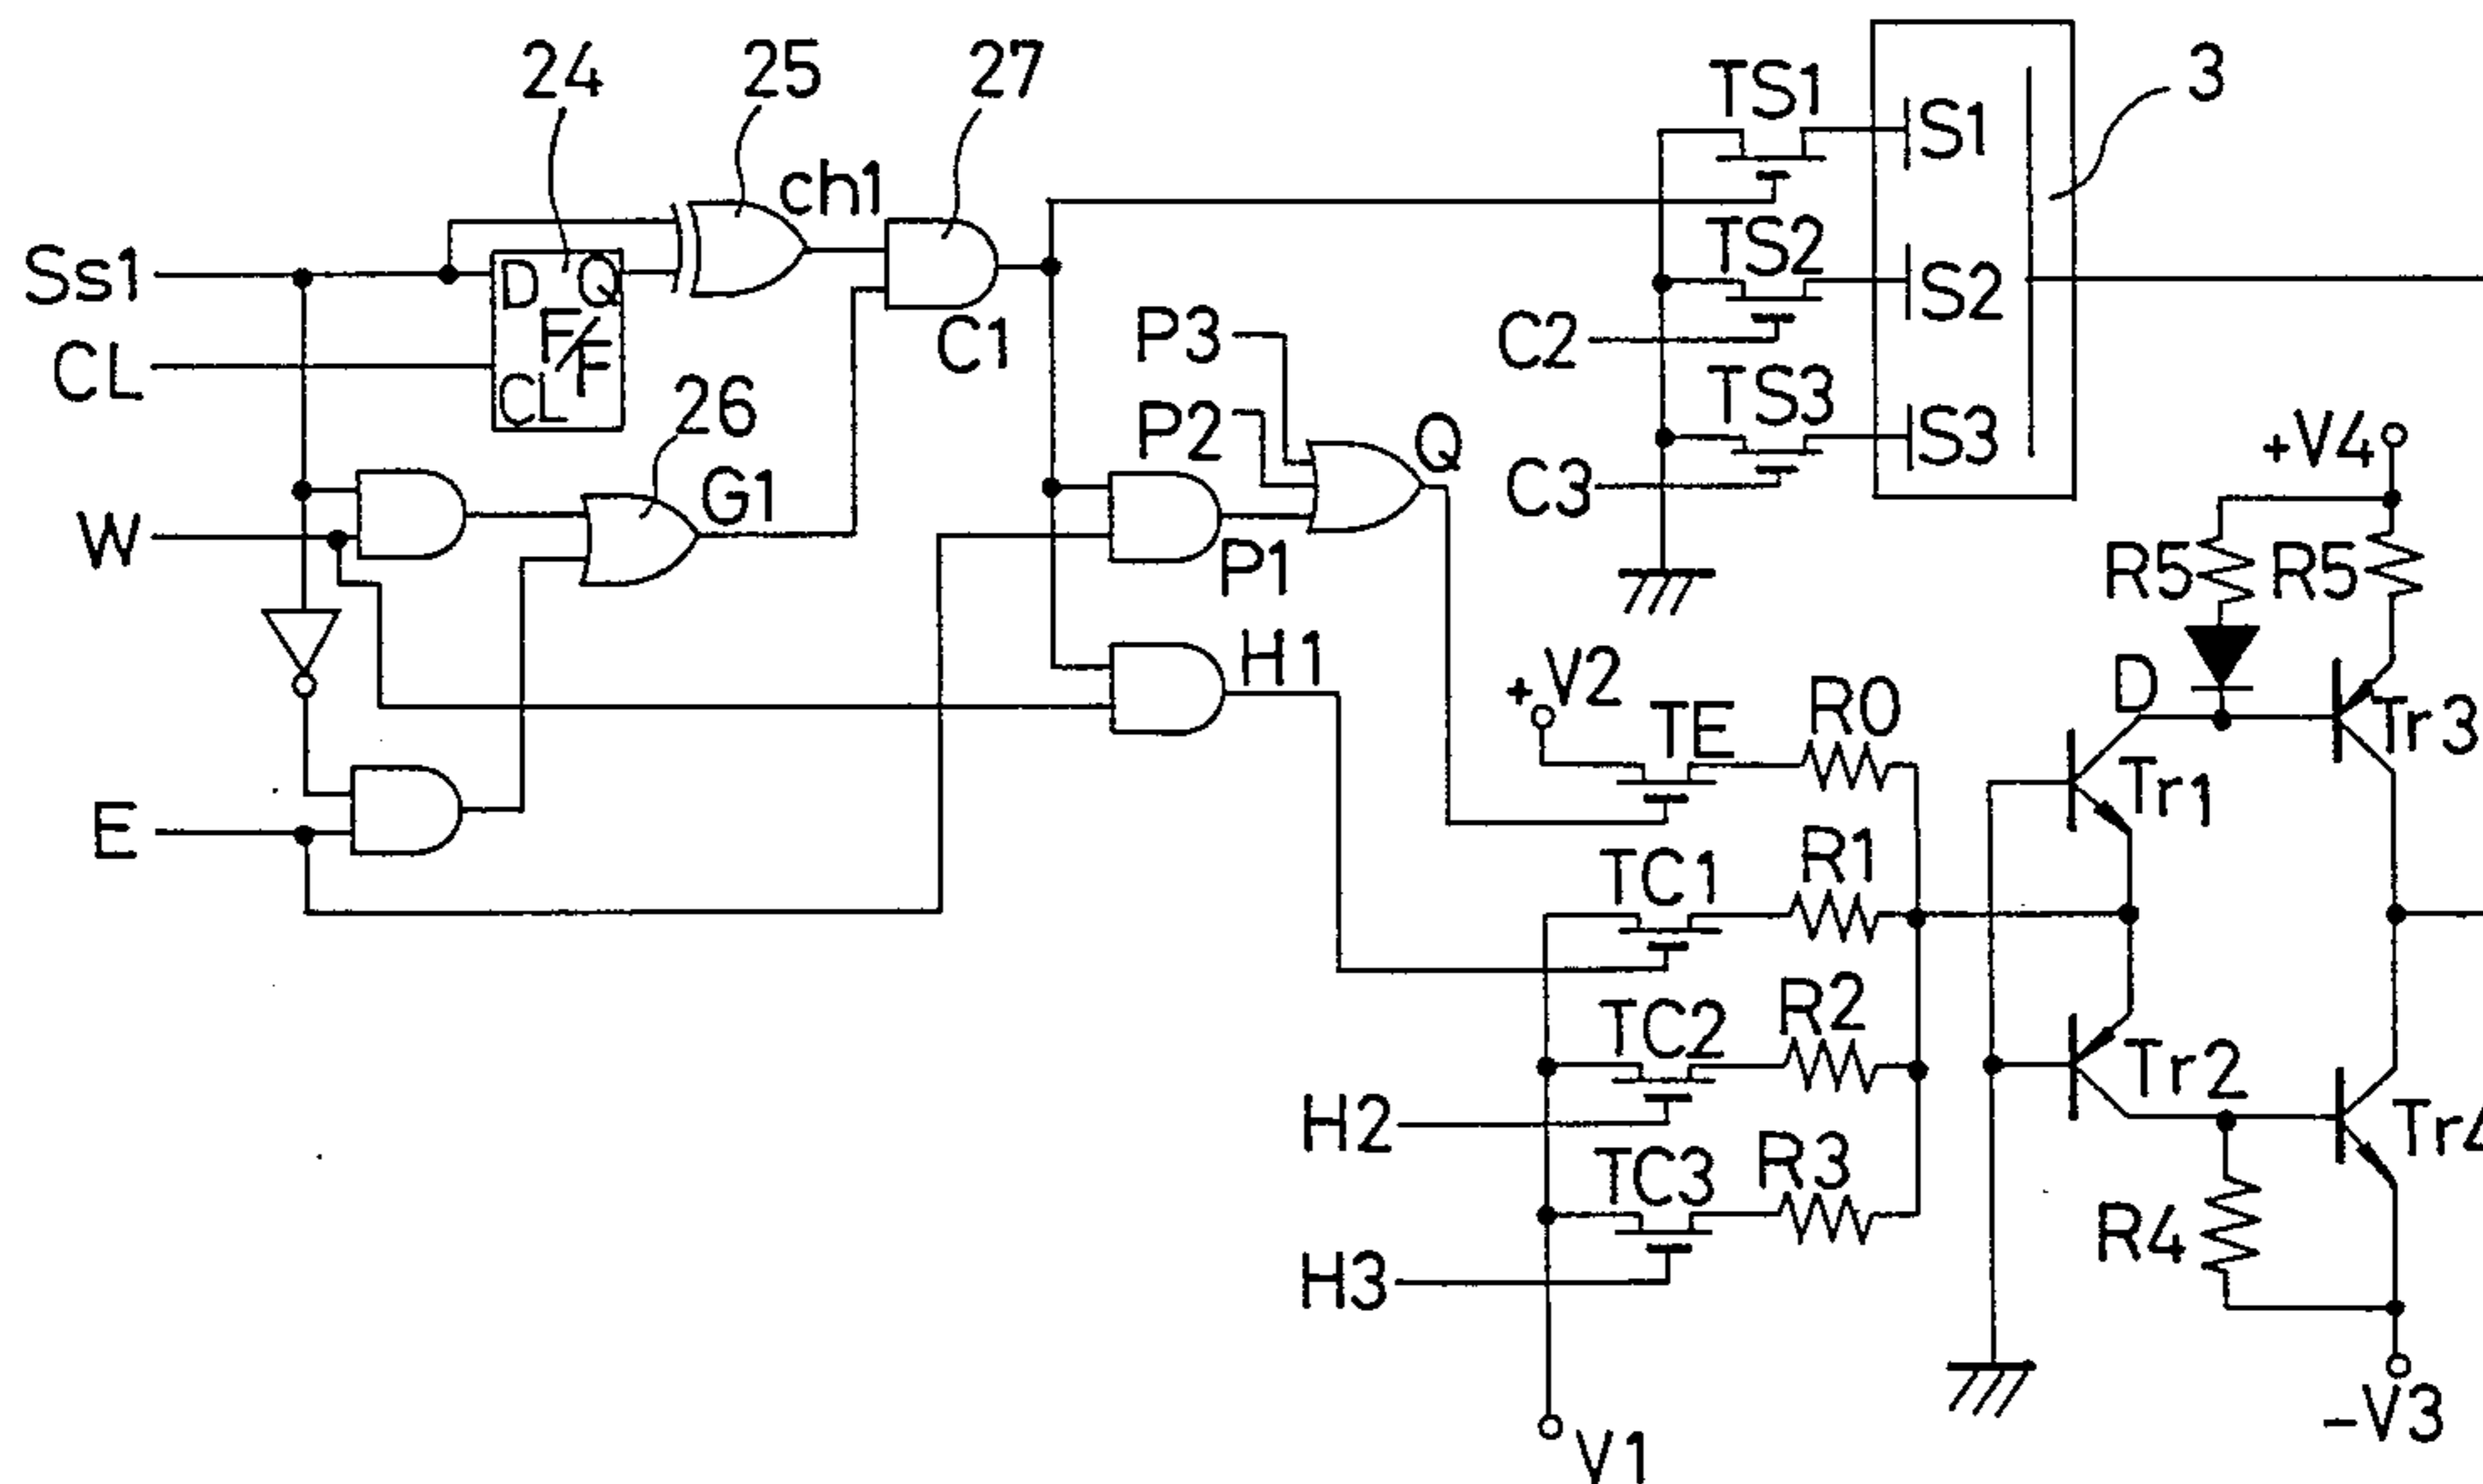 24
25
27
3
TS1
S1
ch1
Ss1
D
Q
F/F
CL
TS2
S2
C1
P3
C2
CL
26
P2
Q
TS3
S3
+V4
C3
G1
W
R5
R5
P1
H1
+V2
TE
R0
D
Tr3
Tr1
E
TC1
R1
TC2
R2
H2
Tr2
TC3
R3
R4
H3
-V3
V1